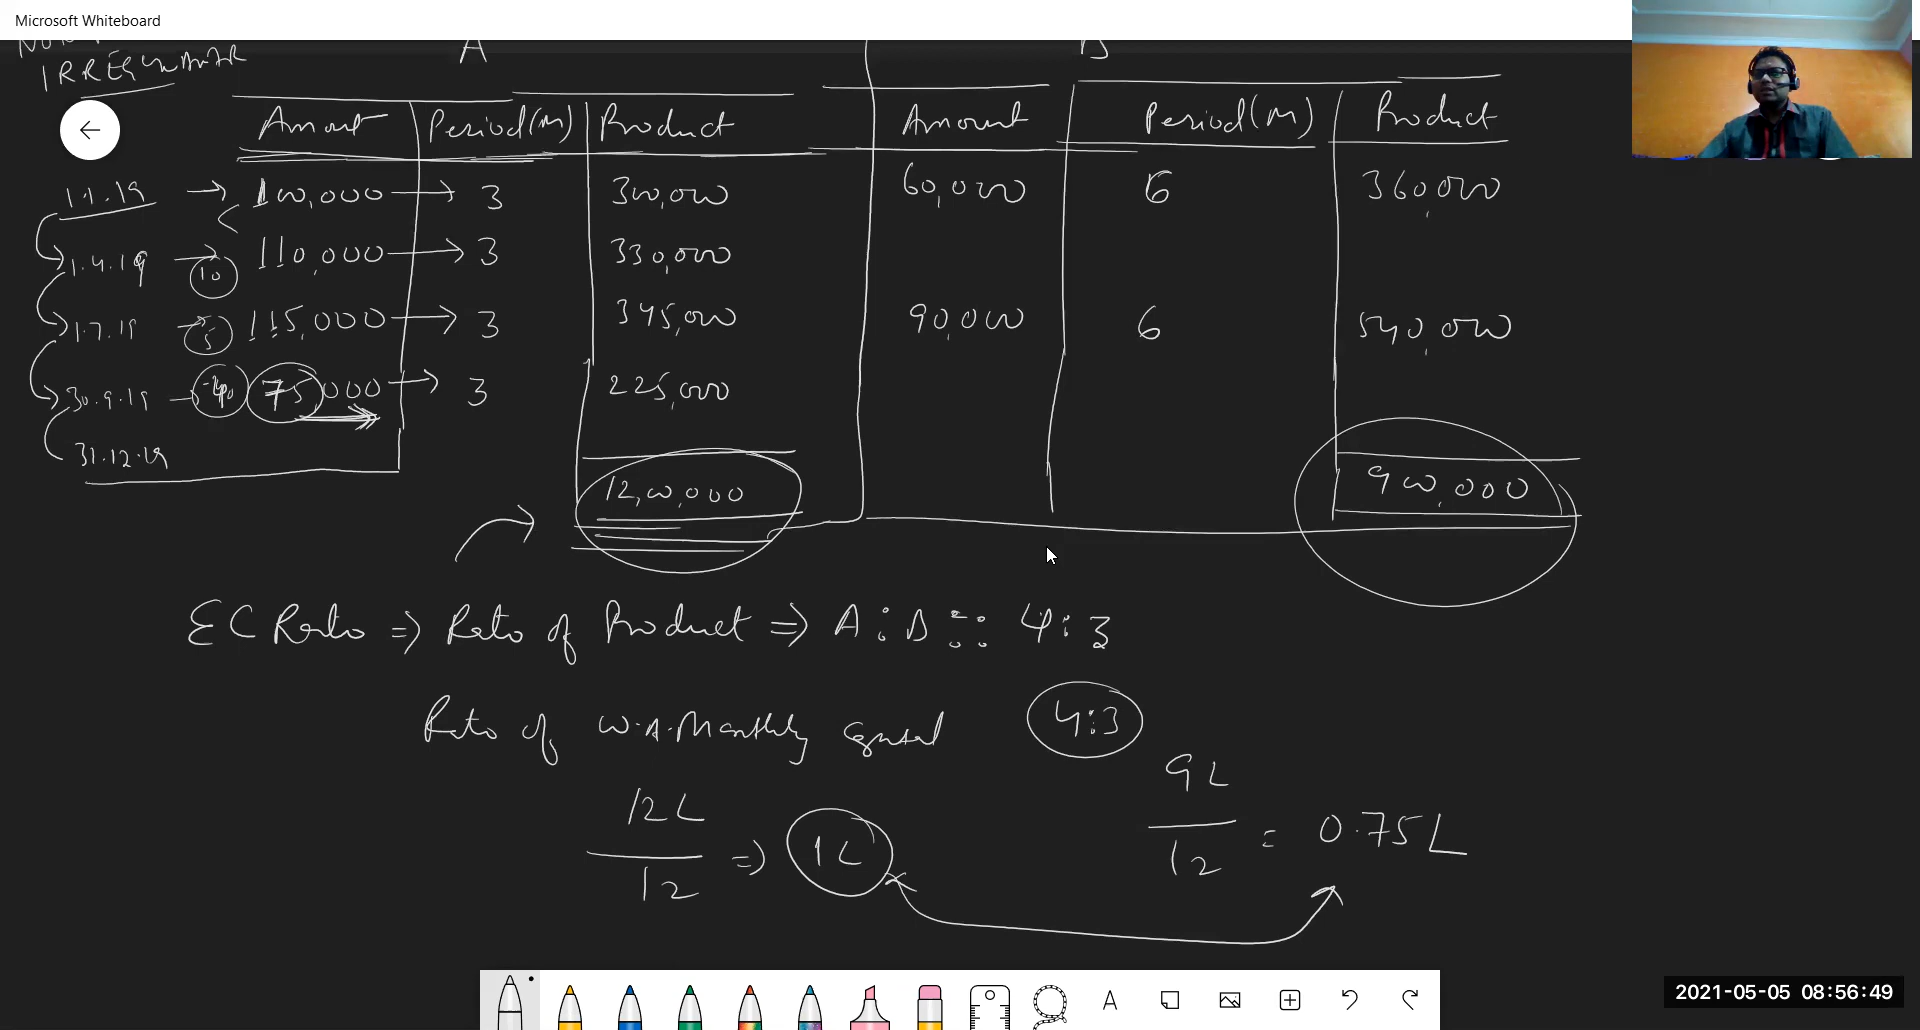 Microsoft Whiteboard
IRREGULAR
A B
Amount Period(M) Product Amount Period(M) Product
1.1.19 → 100,000 → 3 300,000 60,000 6 360,000
1.4.19 → 10 110,000 → 3 330,000
1.7.19 → 5 115,000 → 3 345,000 90,000 6 540,000
30.9.19 → -40 75,000 → 3 225,000
31.12.19
12,00,000 900,000
EC Ratio ⇒ Ratio of Product ⇒ A:B :: 4:3
Ratio of W.A. Monthly capital 4:3
12L / 12 ⇒ 1L
9L / 12 = 0.75L
2021-05-05 08:56:49